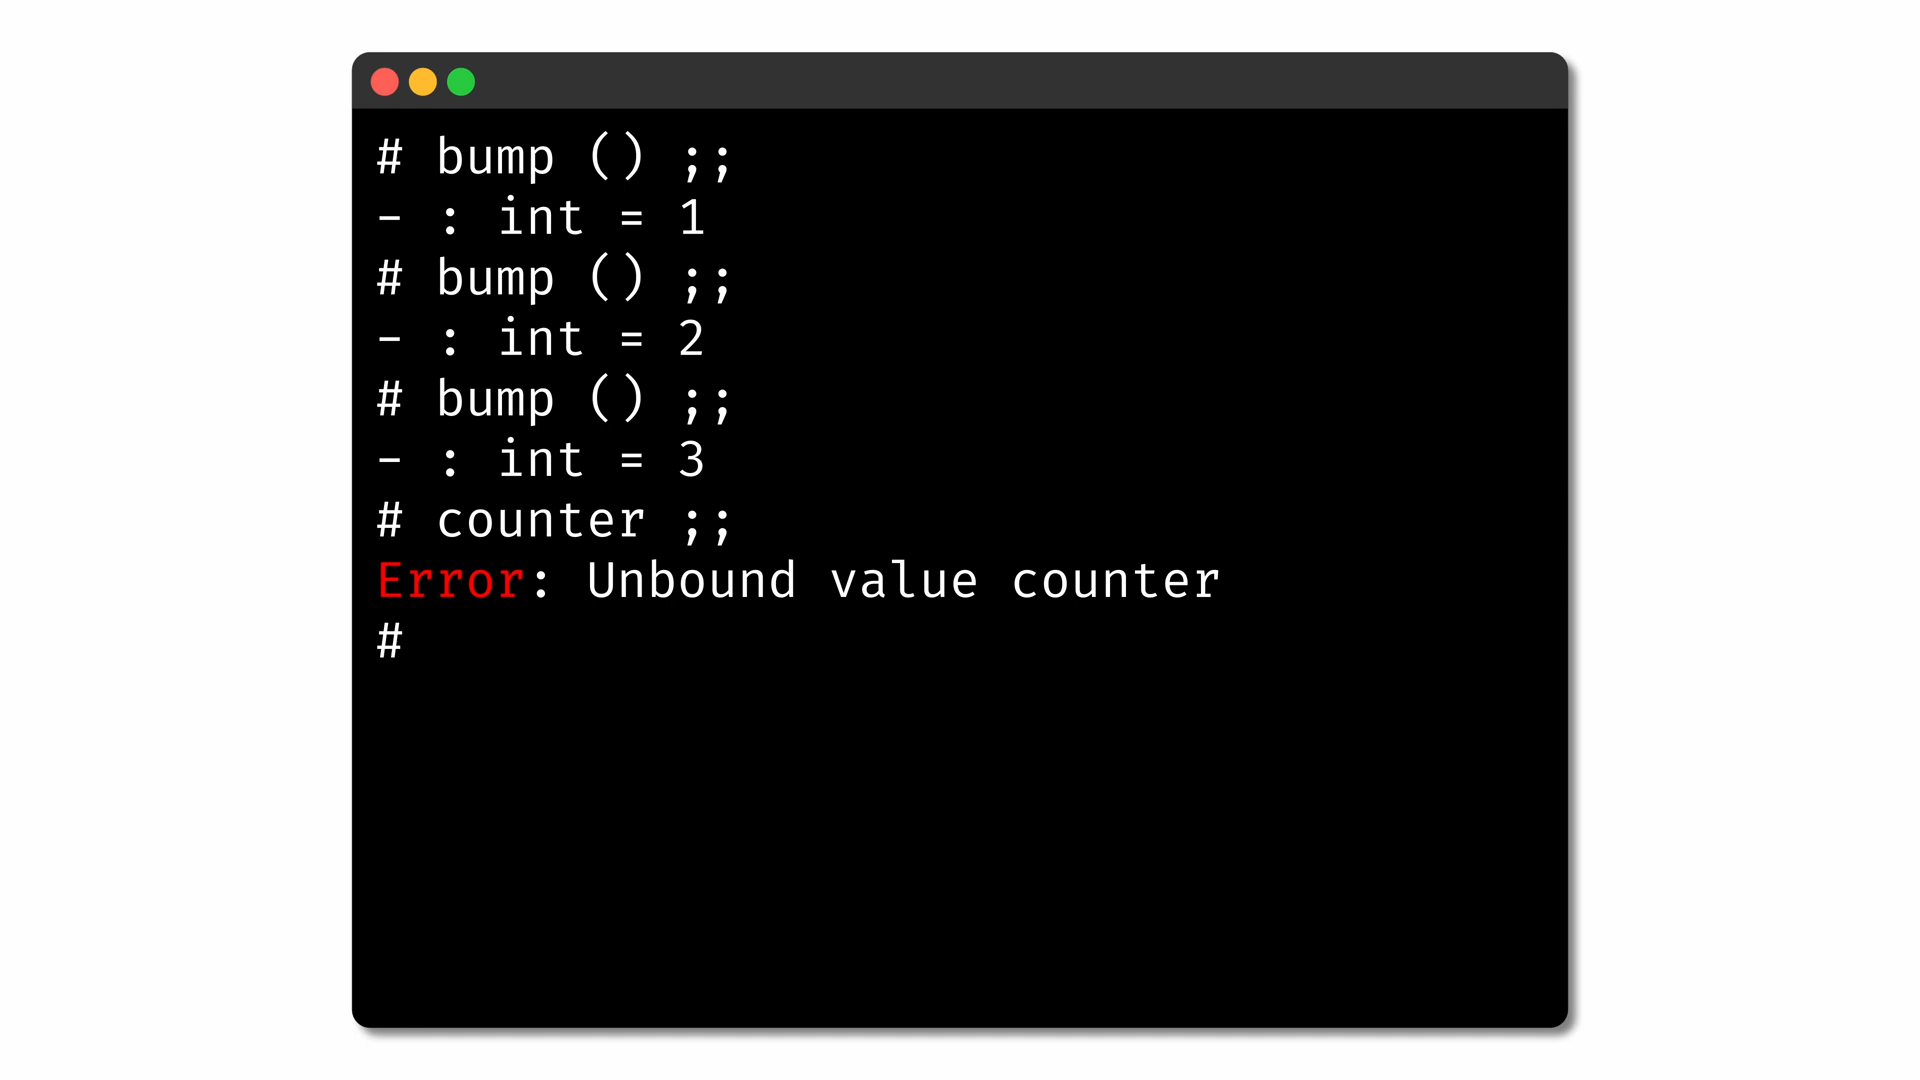 # bump () ;;
- : int = 1
# bump () ;;
- : int = 2
# bump () ;;
- : int = 3
# counter ;;
Error: Unbound value counter
#